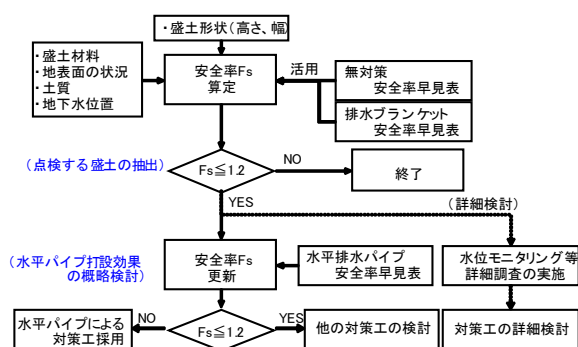 ・盛土形状(高さ、幅)
・盛土材料
・地表面の状況
・土質
・地下水位置
安全率Fs
算定
活用
無対策
安全率早見表
排水ブランケット
安全率早見表
(点検する盛土の抽出)
Fs≦1.2
NO
終了
YES
(詳細検討)
(水平パイプ打設効果
の概略検討)
安全率Fs
更新
水平排水パイプ
安全率早見表
水位モニタリング等
詳細調査の実施
水平パイプによる
対策工採用
NO
Fs≦1.2
YES
他の対策工の検討
対策工の詳細検討